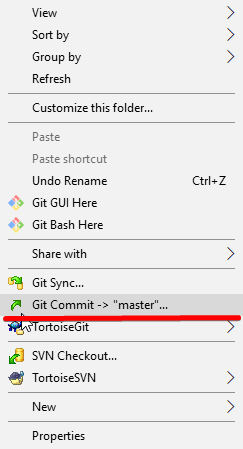 View
Sort by
Group by
Refresh
Customize this folder...
Paste
Paste shortcut
Undo Rename Ctrl+Z
Git GUI Here
Git Bash Here
Share with
Git Sync...
Git Commit -> "master"...
TortoiseGit
SVN Checkout...
TortoiseSVN
New
Properties